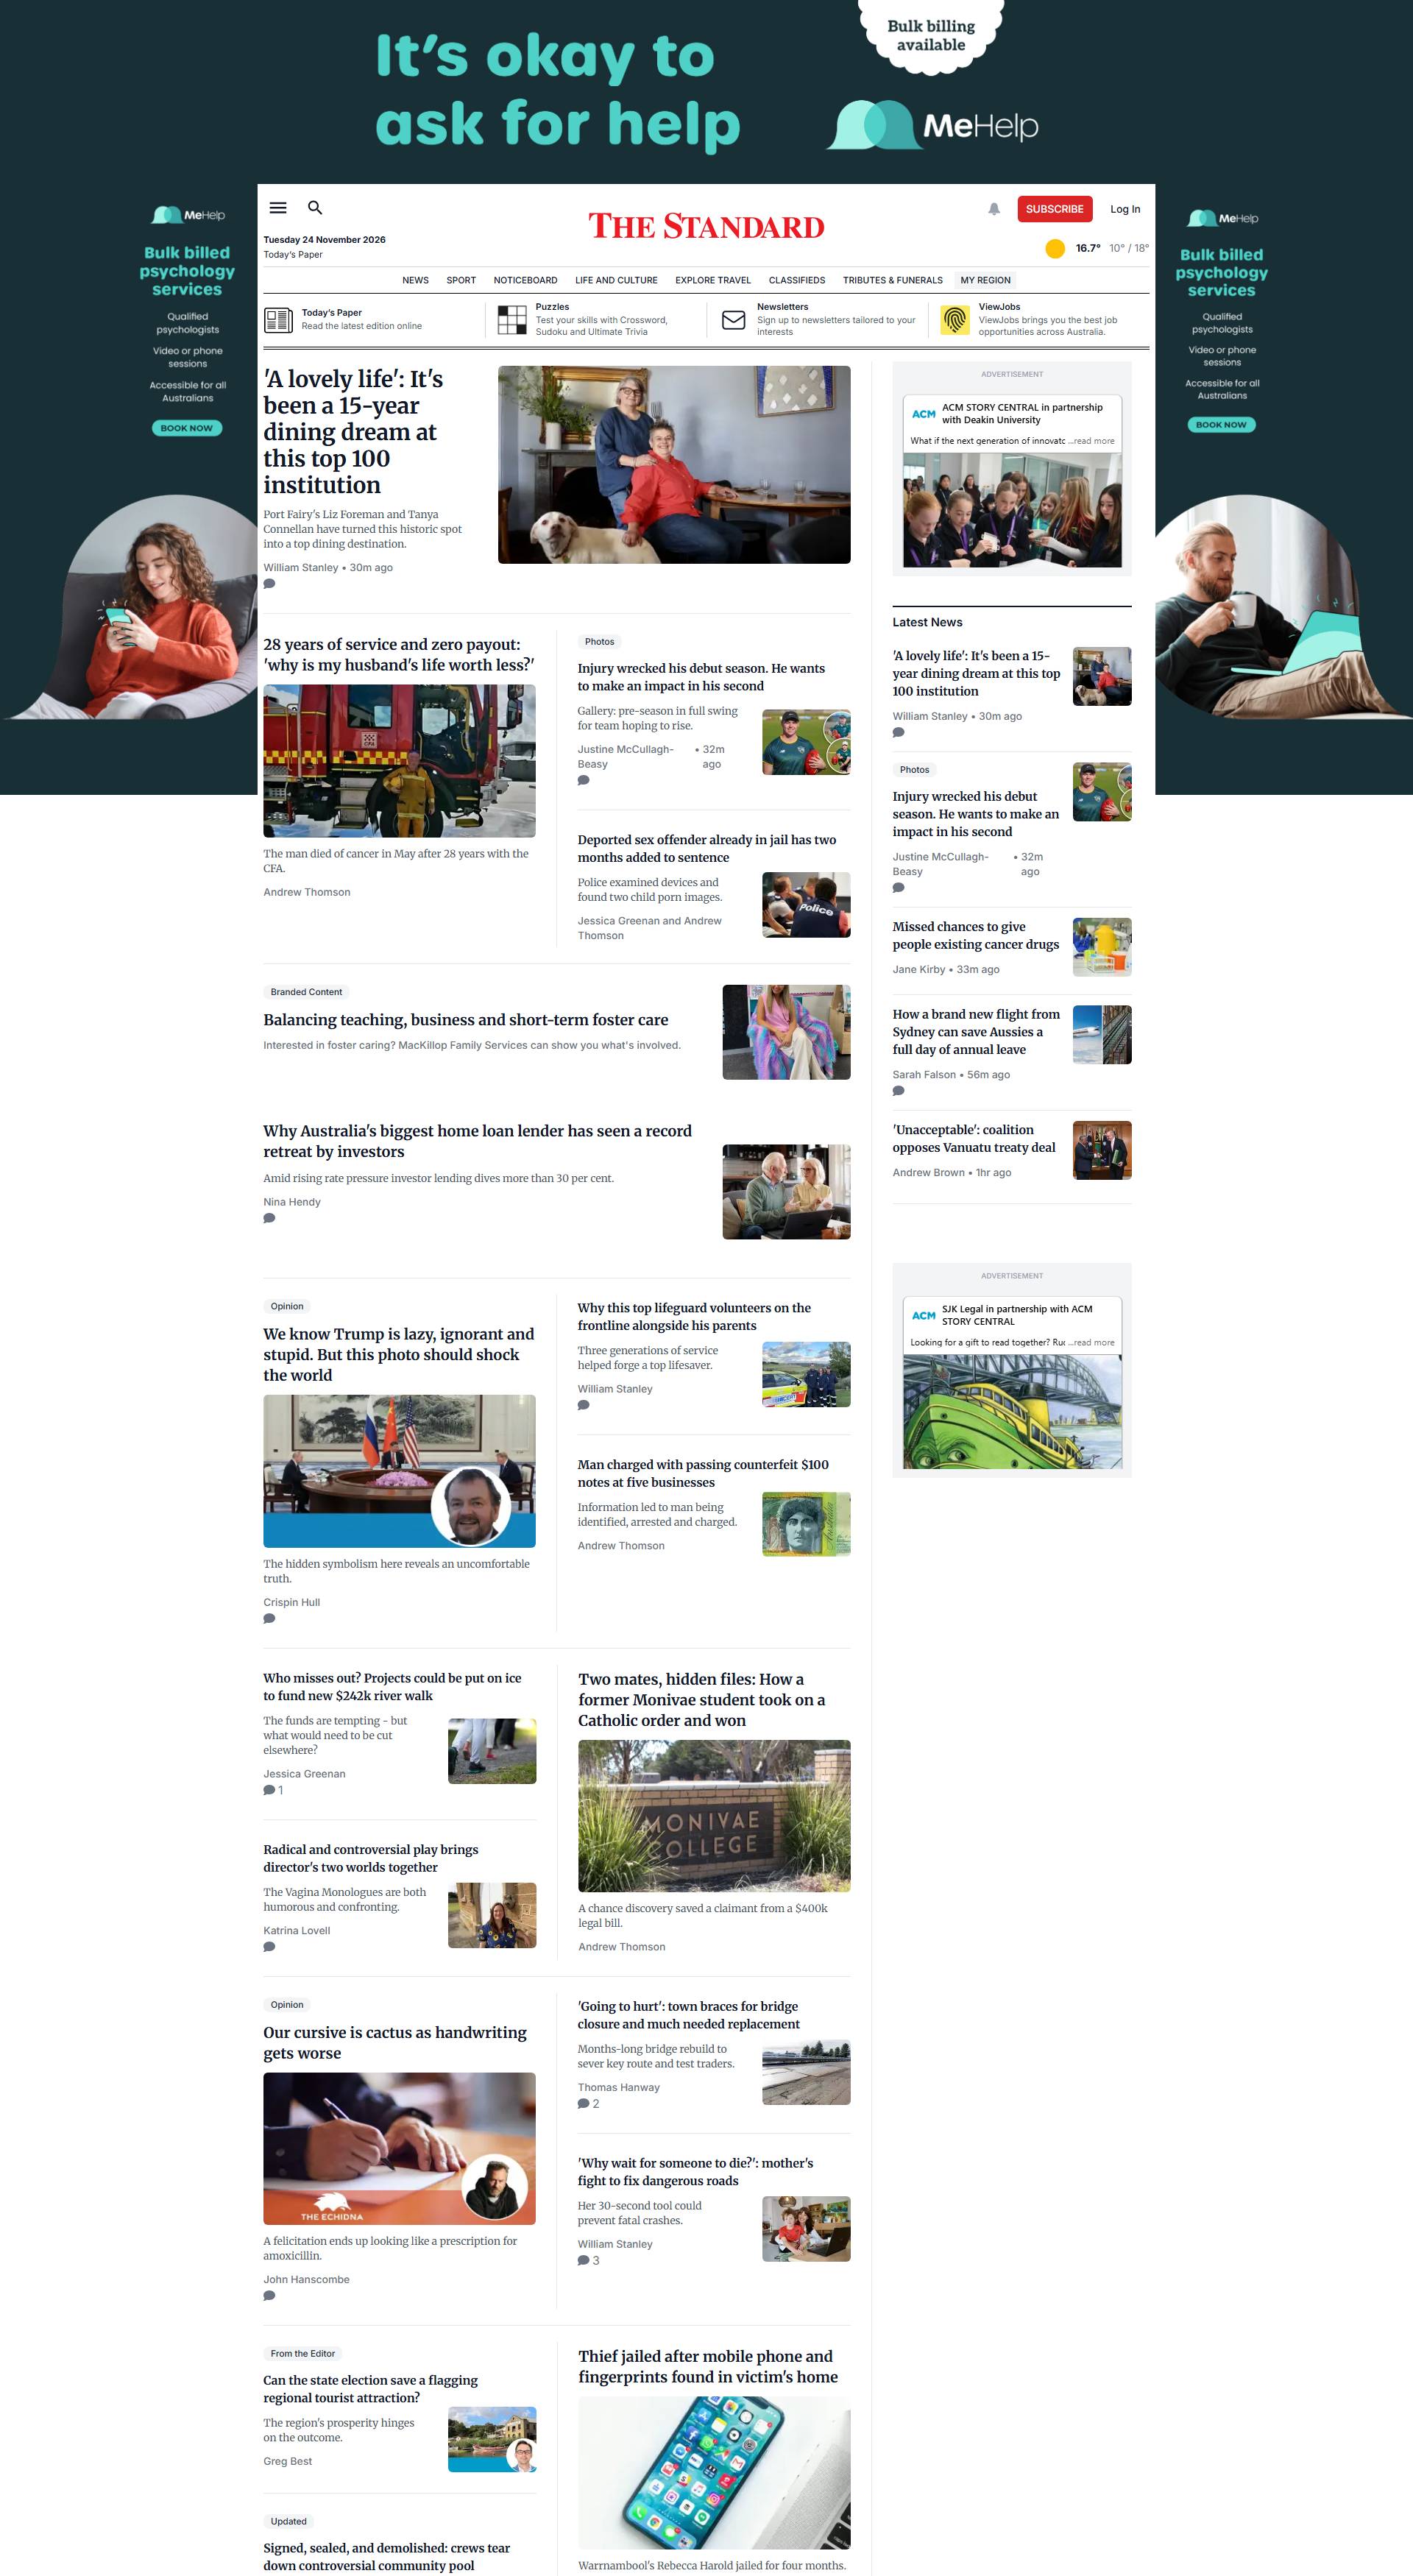 It's okay to
ask for help
Bulk billing
available
MeHelp
MeHelp
Bulk billed
psychology
services
Qualified
psychologists
Video or phone
sessions
Accessible for all
Australians
BOOK NOW
MeHelp
Bulk billed
psychology
services
Qualified
psychologists
Video or phone
sessions
Accessible for all
Australians
BOOK NOW
THE STANDARD
SUBSCRIBE
Log In
Tuesday 24 November 2026
Today's Paper
16.7° 10° / 18°
NEWS SPORT NOTICEBOARD LIFE AND CULTURE EXPLORE TRAVEL CLASSIFIEDS TRIBUTES & FUNERALS MY REGION
Today's Paper
Read the latest edition online
Puzzles
Test your skills with Crossword,
Sudoku and Ultimate Trivia
Newsletters
Sign up to newsletters tailored to your
interests
ViewJobs
ViewJobs brings you the best job
opportunities across Australia.
'A lovely life': It's
been a 15-year
dining dream at
this top 100
institution
Port Fairy's Liz Foreman and Tanya
Connellan have turned this historic spot
into a top dining destination.
William Stanley • 30m ago
28 years of service and zero payout:
'why is my husband's life worth less?'
CFA
The man died of cancer in May after 28 years with the
CFA.
Andrew Thomson
Photos
Injury wrecked his debut season. He wants
to make an impact in his second
Gallery: pre-season in full swing
for team hoping to rise.
Justine McCullagh-
Beasy
• 32m
ago
Deported sex offender already in jail has two
months added to sentence
Police examined devices and
found two child porn images.
Jessica Greenan and Andrew
Thomson
Police
Branded Content
Balancing teaching, business and short-term foster care
Interested in foster caring? MacKillop Family Services can show you what's involved.
Why Australia's biggest home loan lender has seen a record
retreat by investors
Amid rising rate pressure investor lending dives more than 30 per cent.
Nina Hendy
Opinion
We know Trump is lazy, ignorant and
stupid. But this photo should shock
the world
The hidden symbolism here reveals an uncomfortable
truth.
Crispin Hull
Why this top lifeguard volunteers on the
frontline alongside his parents
Three generations of service
helped forge a top lifesaver.
William Stanley
Man charged with passing counterfeit $100
notes at five businesses
Information led to man being
identified, arrested and charged.
Andrew Thomson
Australia
Who misses out? Projects could be put on ice
to fund new $242k river walk
The funds are tempting - but
what would need to be cut
elsewhere?
Jessica Greenan
1
Radical and controversial play brings
director's two worlds together
The Vagina Monologues are both
humorous and confronting.
Katrina Lovell
Two mates, hidden files: How a
former Monivae student took on a
Catholic order and won
MONIVAE
COLLEGE
A chance discovery saved a claimant from a $400k
legal bill.
Andrew Thomson
Opinion
Our cursive is cactus as handwriting
gets worse
THE ECHIDNA
A felicitation ends up looking like a prescription for
amoxicillin.
John Hanscombe
'Going to hurt': town braces for bridge
closure and much needed replacement
Months-long bridge rebuild to
sever key route and test traders.
Thomas Hanway
2
'Why wait for someone to die?': mother's
fight to fix dangerous roads
Her 30-second tool could
prevent fatal crashes.
William Stanley
3
From the Editor
Can the state election save a flagging
regional tourist attraction?
The region's prosperity hinges
on the outcome.
Greg Best
Updated
Signed, sealed, and demolished: crews tear
down controversial community pool
Thief jailed after mobile phone and
fingerprints found in victim's home
Warrnambool's Rebecca Harold jailed for four months.
ADVERTISEMENT
ACM
ACM STORY CENTRAL in partnership
with Deakin University
What if the next generation of innovatc ...read more
Latest News
'A lovely life': It's been a 15-
year dining dream at this top
100 institution
William Stanley • 30m ago
Photos
Injury wrecked his debut
season. He wants to make an
impact in his second
Justine McCullagh-
Beasy
• 32m
ago
Missed chances to give
people existing cancer drugs
Jane Kirby • 33m ago
How a brand new flight from
Sydney can save Aussies a
full day of annual leave
Sarah Falson • 56m ago
'Unacceptable': coalition
opposes Vanuatu treaty deal
Andrew Brown • 1hr ago
ADVERTISEMENT
ACM
SJK Legal in partnership with ACM
STORY CENTRAL
Looking for a gift to read together? Ruc ...read more